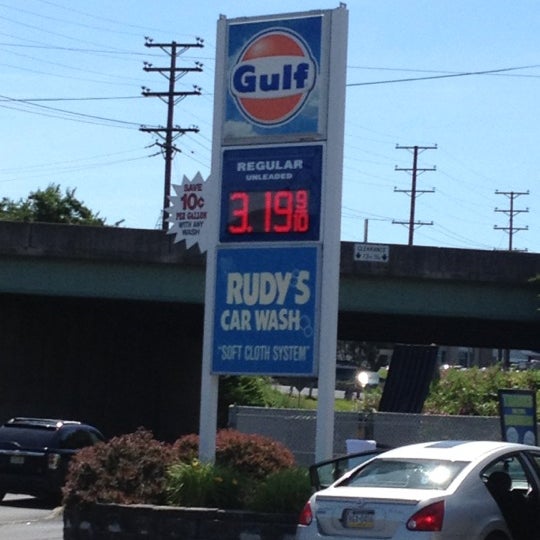 Gulf
REGULAR
UNLEADED
3.19 9/10
SAVE
10¢
PER GALLON
WITH ANY
WASH
CLEARANCE
RUDY'S
CAR WASH
"SOFT CLOTH SYSTEM"